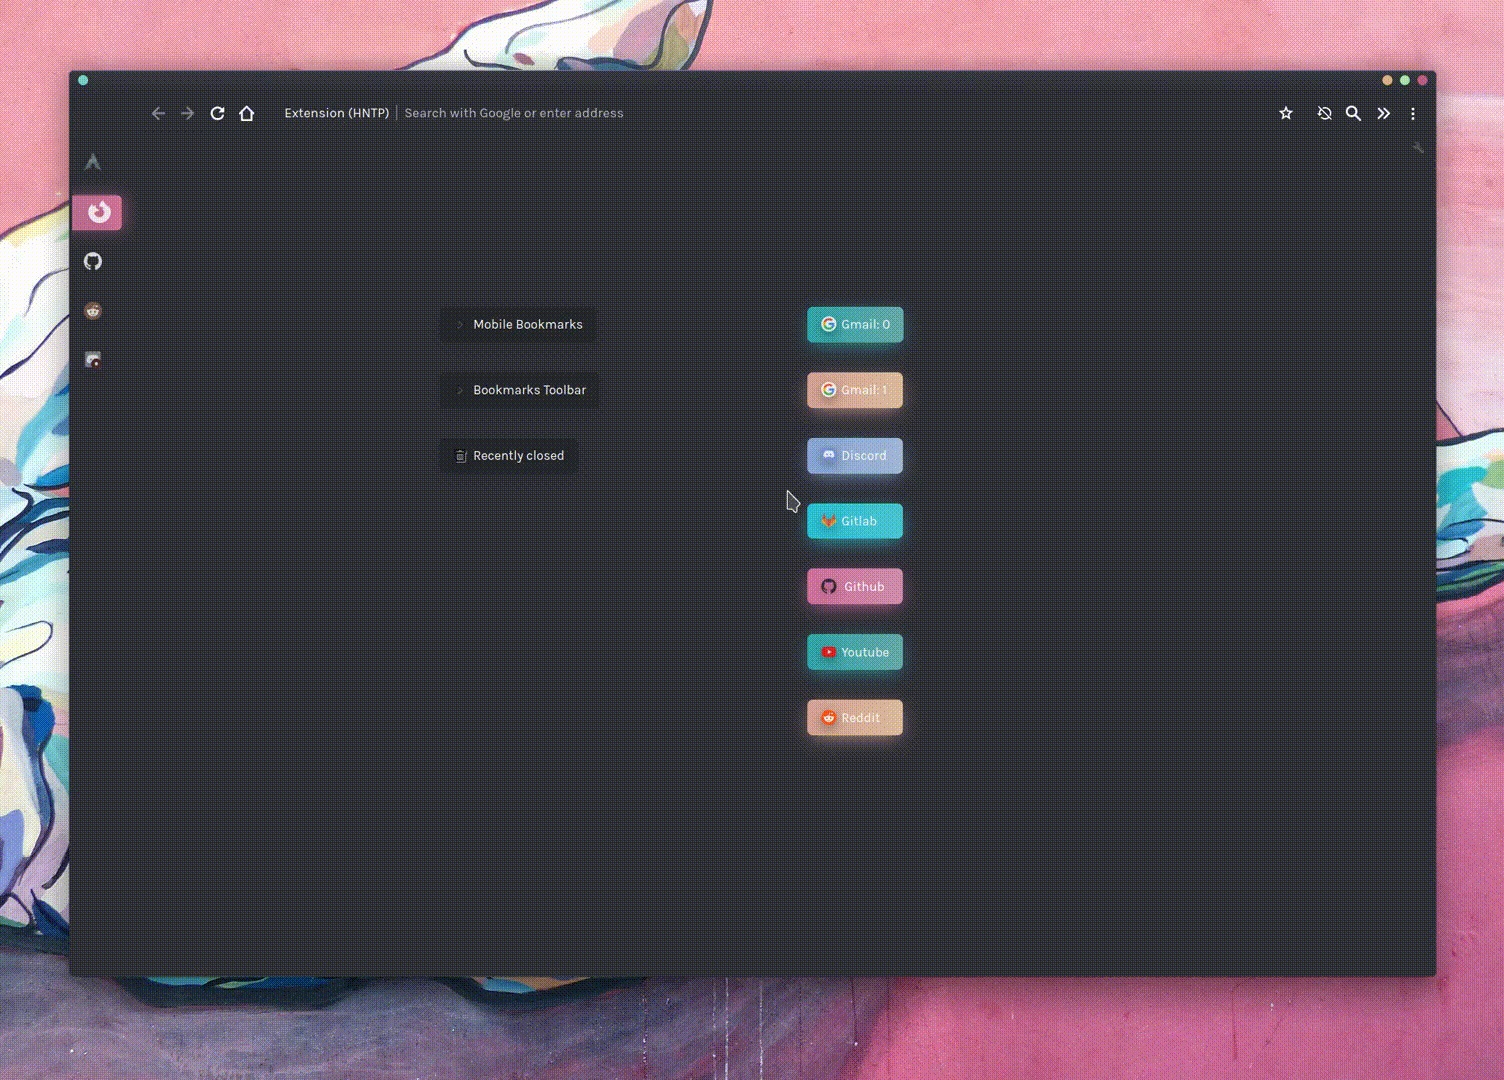 Extension (HNTP) Search with Google or enter address
Mobile Bookmarks
Bookmarks Toolbar
Recently closed
Gmail: 0
Gmail: 1
Discord
Gitlab
Github
Youtube
Reddit